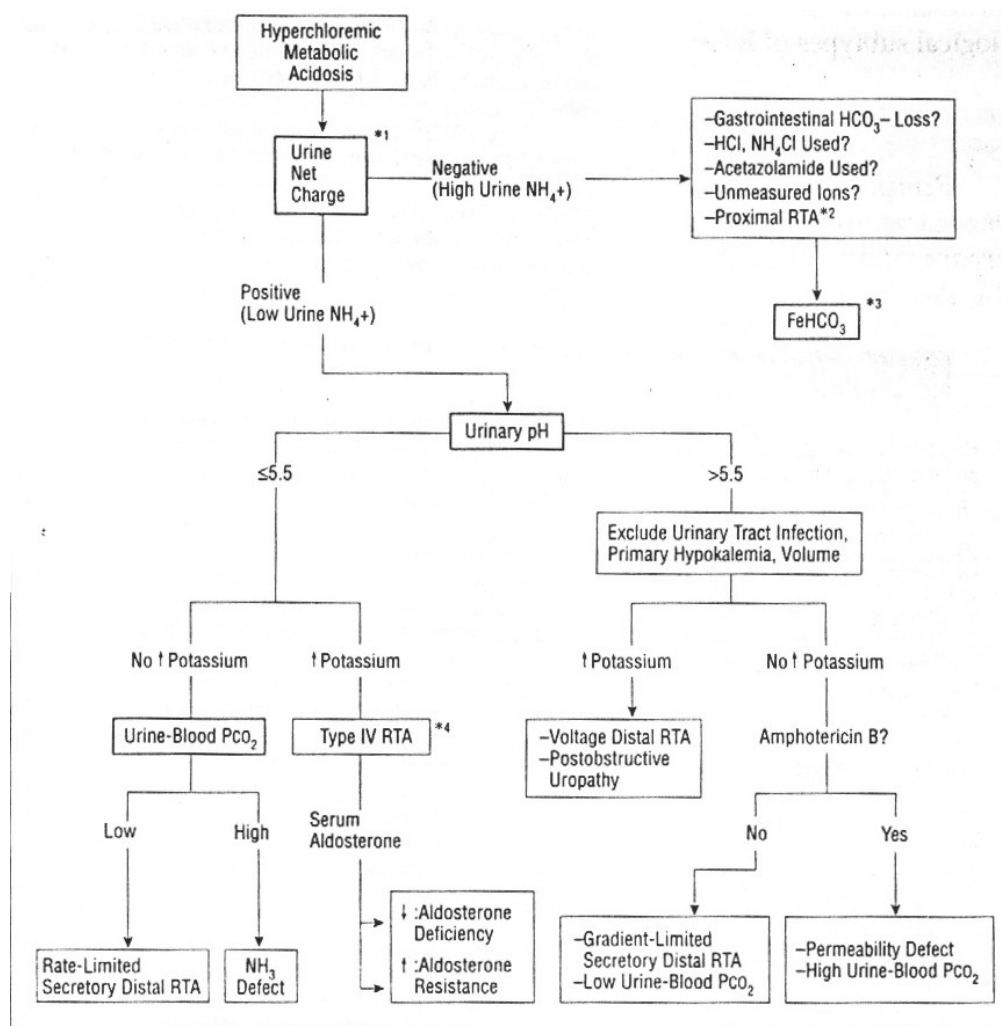 logical subtypes of
Hyperchloremic
Metabolic
Acidosis
*1
Urine
Net
Charge
Negative
(High Urine NH₄+)
–Gastrointestinal HCO₃– Loss?
–HCl, NH₄Cl Used?
–Acetazolamide Used?
–Unmeasured Ions?
–Proximal RTA*2
*3
FeHCO₃
Positive
(Low Urine NH₄+)
Urinary pH
≤5.5
>5.5
Exclude Urinary Tract Infection,
Primary Hypokalemia, Volume
No ↑ Potassium
↑ Potassium
↑ Potassium
No ↑ Potassium
Urine-Blood Pco₂
Type IV RTA
*4
–Voltage Distal RTA
–Postobstructive
Uropathy
Amphotericin B?
Low
High
Serum
Aldosterone
No
Yes
Rate-Limited
Secretory Distal RTA
NH₃
Defect
↓ :Aldosterone
Deficiency
↑ :Aldosterone
Resistance
–Gradient-Limited
Secretory Distal RTA
–Low Urine-Blood Pco₂
–Permeability Defect
–High Urine-Blood Pco₂